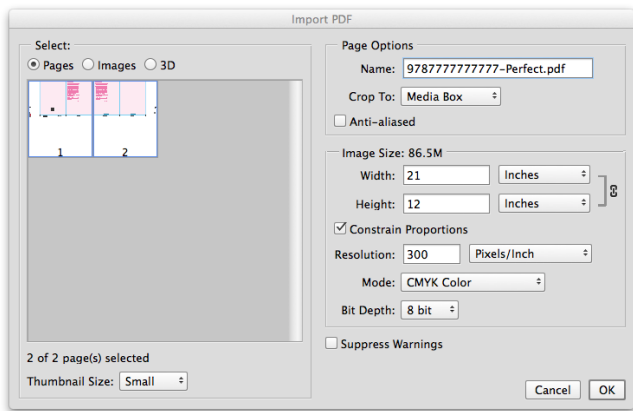 Import PDF
Select:
Pages Images 3D
1 2
2 of 2 page(s) selected
Thumbnail Size: Small
Page Options
Name: 9787777777777-Perfect.pdf
Crop To: Media Box
Anti-aliased
Image Size: 86.5M
Width: 21 Inches
Height: 12 Inches
Constrain Proportions
Resolution: 300 Pixels/Inch
Mode: CMYK Color
Bit Depth: 8 bit
Suppress Warnings
Cancel OK